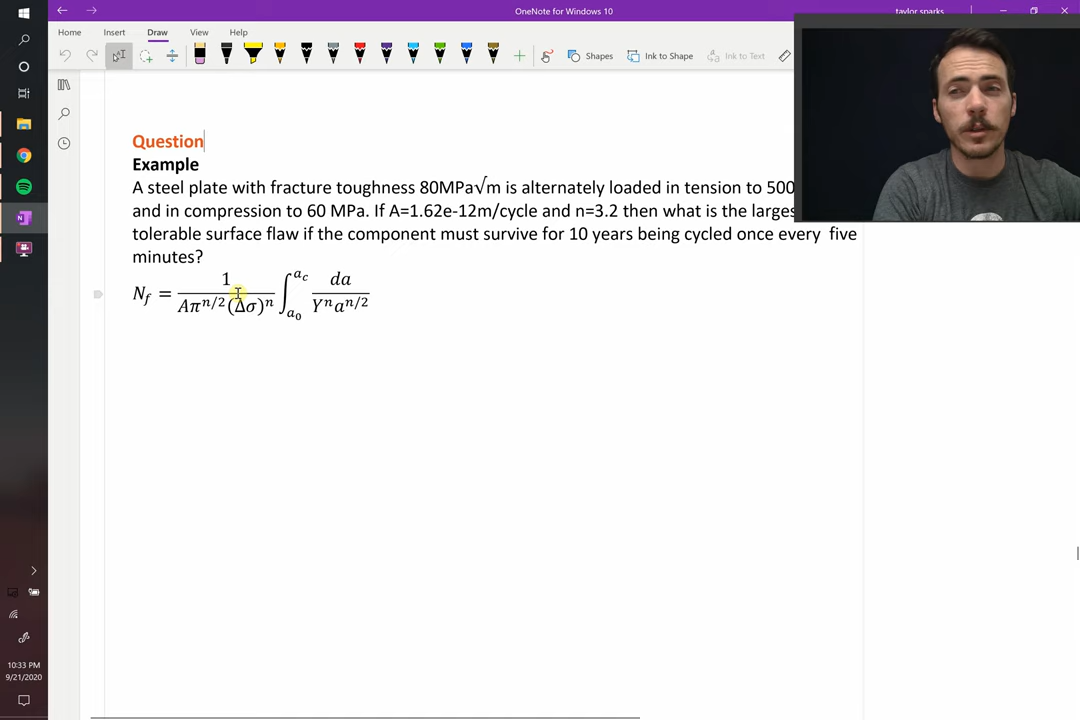 OneNote for Windows 10
taylor sparks
Home Insert Draw View Help
Shapes Ink to Shape Ink to Text
Question
Example
A steel plate with fracture toughness 80MPa√m is alternately loaded in tension to 500
and in compression to 60 MPa. If A=1.62e-12m/cycle and n=3.2 then what is the larges
tolerable surface flaw if the component must survive for 10 years being cycled once every five
minutes?
N_f = 1/(Aπ^{n/2}(Δσ)^n) ∫_{a_0}^{a_c} da/(Y^n a^{n/2})
10:33 PM
9/21/2020